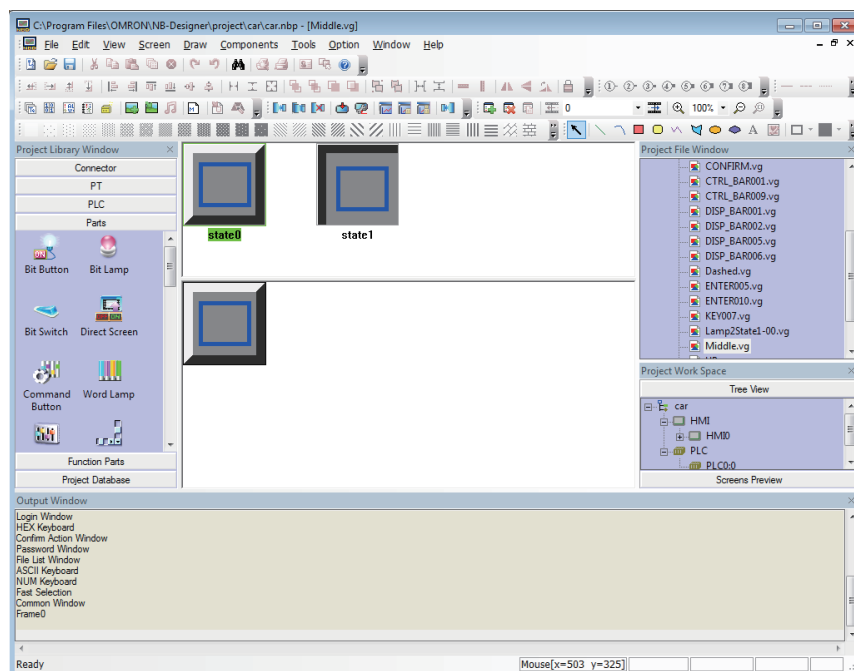 C:\Program Files\OMRON\NB-Designer\project\car\car.nbp - [Middle.vg]
File Edit View Screen Draw Components Tools Option Window Help
0
100%
A
Project Library Window
Connector
PT
PLC
Parts
Bit Button Bit Lamp
Bit Switch Direct Screen
Command Button Word Lamp
Function Parts
Project Database
state0 state1
Project File Window
CONFIRM.vg
CTRL_BAR001.vg
CTRL_BAR009.vg
DISP_BAR001.vg
DISP_BAR002.vg
DISP_BAR005.vg
DISP_BAR006.vg
Dashed.vg
ENTER005.vg
ENTER010.vg
KEY007.vg
Lamp2State1-00.vg
Middle.vg
Project Work Space
Tree View
car
HMI
HMI0
PLC
PLC0:0
Screens Preview
Output Window
Login Window
HEX Keyboard
Confirm Action Window
Password Window
File List Window
ASCII Keyboard
NUM Keyboard
Fast Selection
Common Window
Frame0
Ready
Mouse[x=503 y=325]